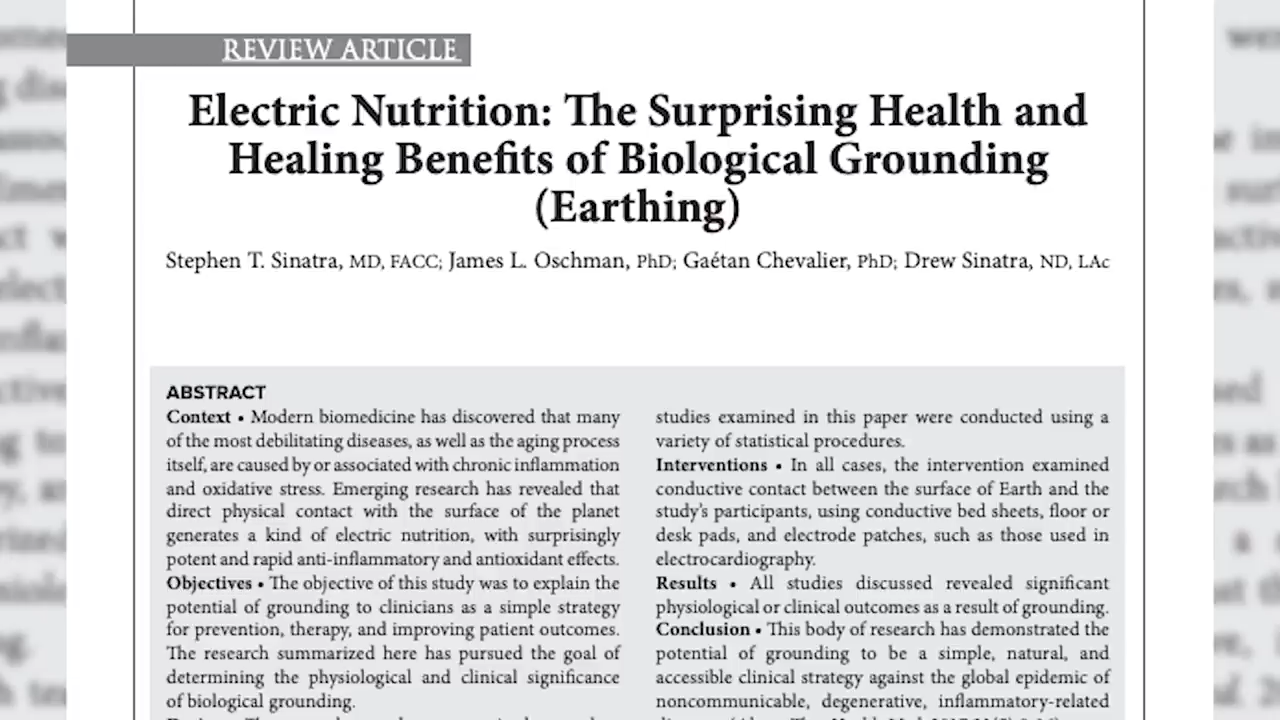 REVIEW ARTICLE
Electric Nutrition: The Surprising Health and
Healing Benefits of Biological Grounding
(Earthing)
Stephen T. Sinatra, MD, FACC; James L. Oschman, PhD; Gaétan Chevalier, PhD; Drew Sinatra, ND, LAc
ABSTRACT
Context • Modern biomedicine has discovered that many
of the most debilitating diseases, as well as the aging process
itself, are caused by or associated with chronic inflammation
and oxidative stress. Emerging research has revealed that
direct physical contact with the surface of the planet
generates a kind of electric nutrition, with surprisingly
potent and rapid anti-inflammatory and antioxidant effects.
Objectives • The objective of this study was to explain the
potential of grounding to clinicians as a simple strategy
for prevention, therapy, and improving patient outcomes.
The research summarized here has pursued the goal of
determining the physiological and clinical significance
of biological grounding.
studies examined in this paper were conducted using a
variety of statistical procedures.
Interventions • In all cases, the intervention examined
conductive contact between the surface of Earth and the
study's participants, using conductive bed sheets, floor or
desk pads, and electrode patches, such as those used in
electrocardiography.
Results • All studies discussed revealed significant
physiological or clinical outcomes as a result of grounding.
Conclusion • This body of research has demonstrated the
potential of grounding to be a simple, natural, and
accessible clinical strategy against the global epidemic of
noncommunicable, degenerative, inflammatory-related